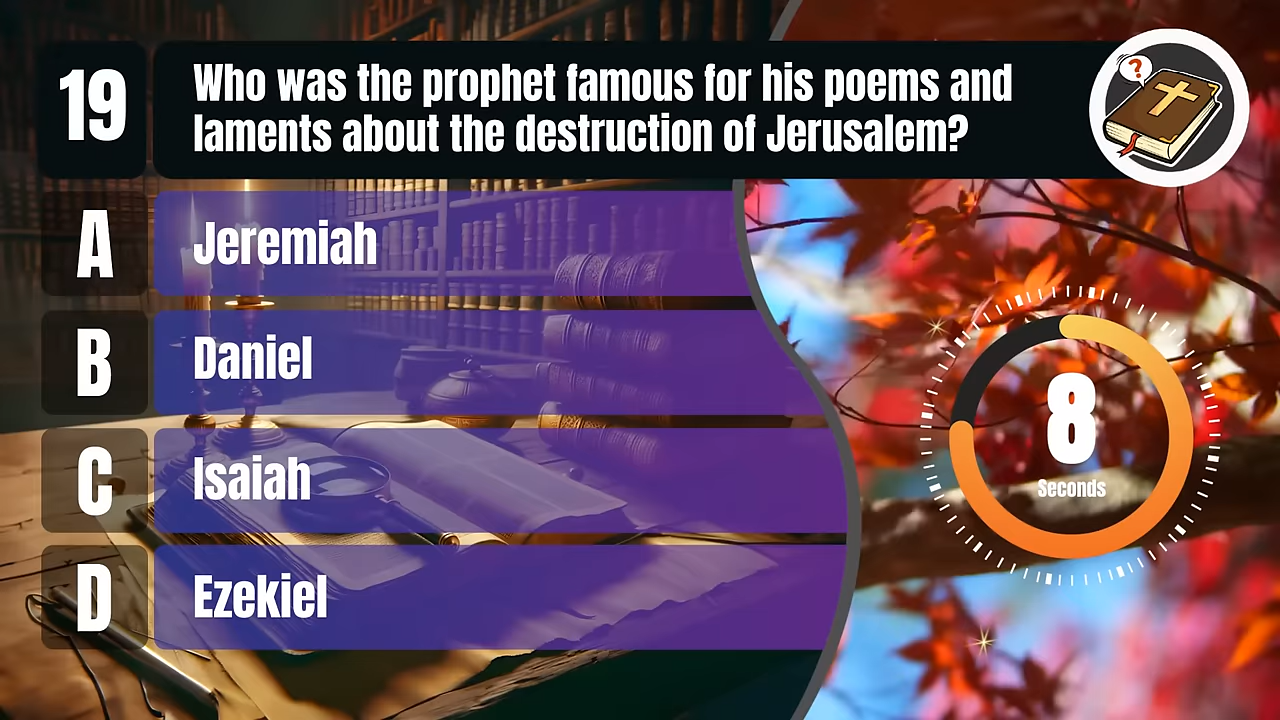 19
Who was the prophet famous for his poems and
laments about the destruction of Jerusalem?
?
A
Jeremiah
B
Daniel
C
Isaiah
D
Ezekiel
8
Seconds